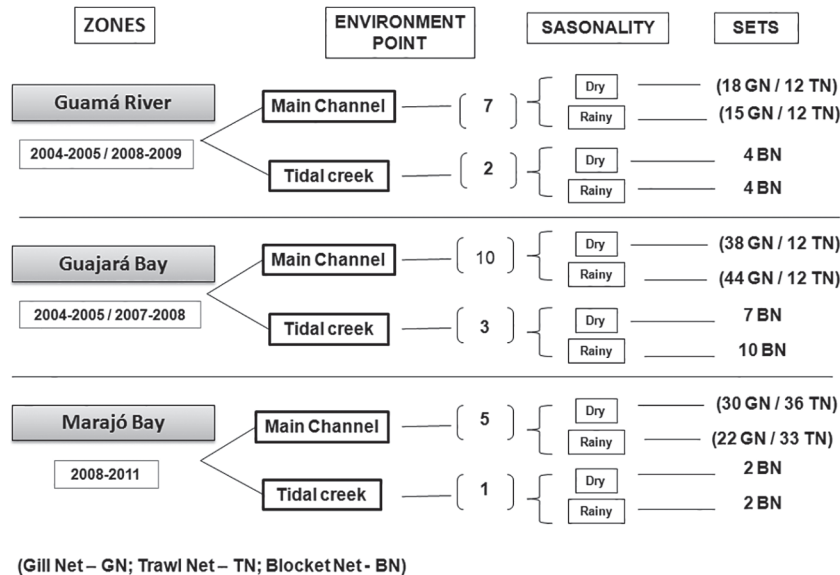 ZONES
ENVIRONMENT
POINT
SASONALITY
SETS
Guamá River
2004-2005 / 2008-2009
Main Channel
7
Dry
(18 GN / 12 TN)
Rainy
(15 GN / 12 TN)
Tidal creek
2
Dry
4 BN
Rainy
4 BN
Guajará Bay
2004-2005 / 2007-2008
Main Channel
10
Dry
(38 GN / 12 TN)
Rainy
(44 GN / 12 TN)
Tidal creek
3
Dry
7 BN
Rainy
10 BN
Marajó Bay
2008-2011
Main Channel
5
Dry
(30 GN / 36 TN)
Rainy
(22 GN / 33 TN)
Tidal creek
1
Dry
2 BN
Rainy
2 BN
(Gill Net – GN; Trawl Net – TN; Blocket Net - BN)